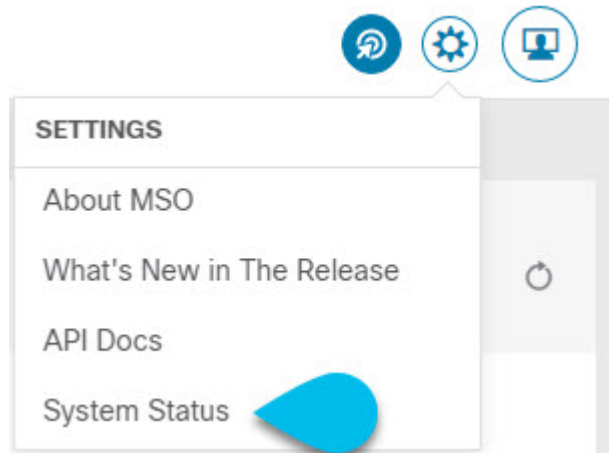 SETTINGS
About MSO
What's New in The Release
API Docs
System Status